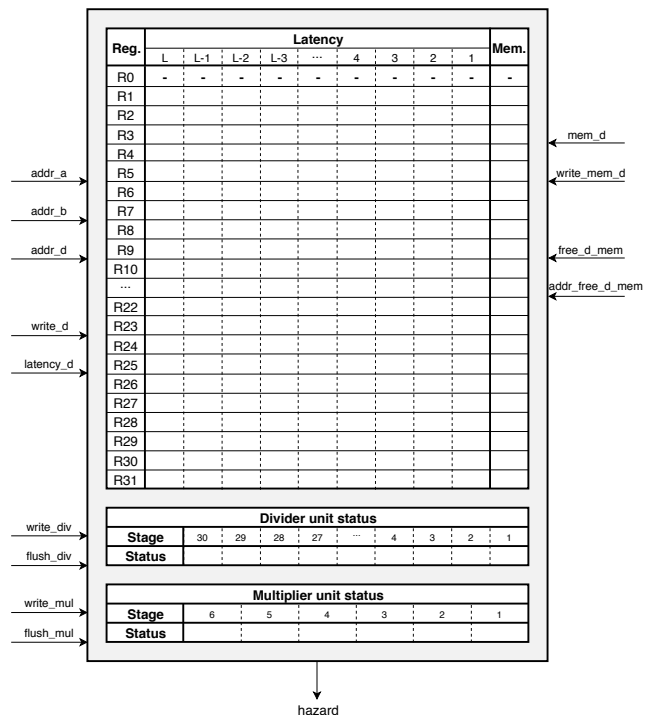 Reg. Latency Mem.
L L-1 L-2 L-3 ... 4 3 2 1
R0 - - - - - - - - - -
R1
R2
R3
mem_d
R4
addr_a R5 write_mem_d
R6
addr_b R7
R8
addr_d R9 free_d_mem
R10
... addr_free_d_mem
R22
write_d R23
R24
latency_d R25
R26
R27
R28
R29
R30
R31
Divider unit status
write_div Stage 30 29 28 27 ... 4 3 2 1
flush_div Status
Multiplier unit status
write_mul Stage 6 5 4 3 2 1
flush_mul Status
hazard